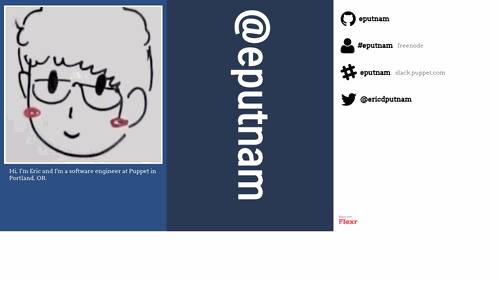 Hi, I'm Eric and I'm a software engineer at Puppet in
Portland, OR.
@eputnam
eputnam
#eputnam freenode
eputnam slack.puppet.com
@ericdputnam
Flexr